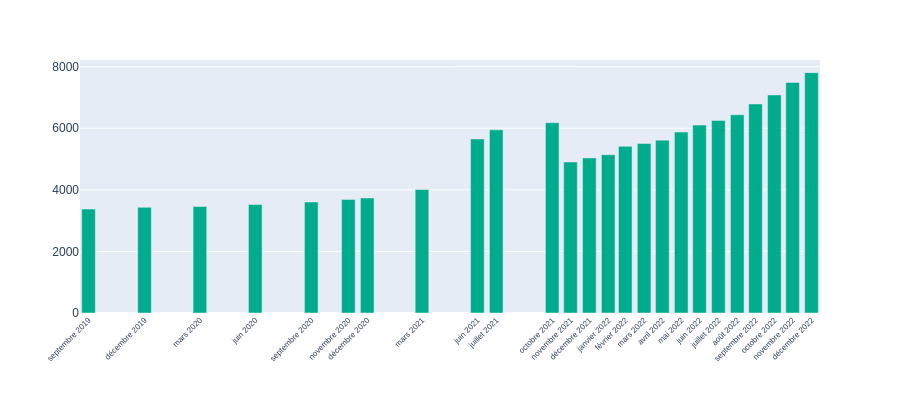 8000
6000
4000
2000
0
septembre 2019
décembre 2019
mars 2020
juin 2020
septembre 2020
novembre 2020
décembre 2020
mars 2021
juin 2021
juillet 2021
octobre 2021
novembre 2021
décembre 2021
janvier 2022
février 2022
mars 2022
avril 2022
mai 2022
juin 2022
juillet 2022
août 2022
septembre 2022
octobre 2022
novembre 2022
décembre 2022